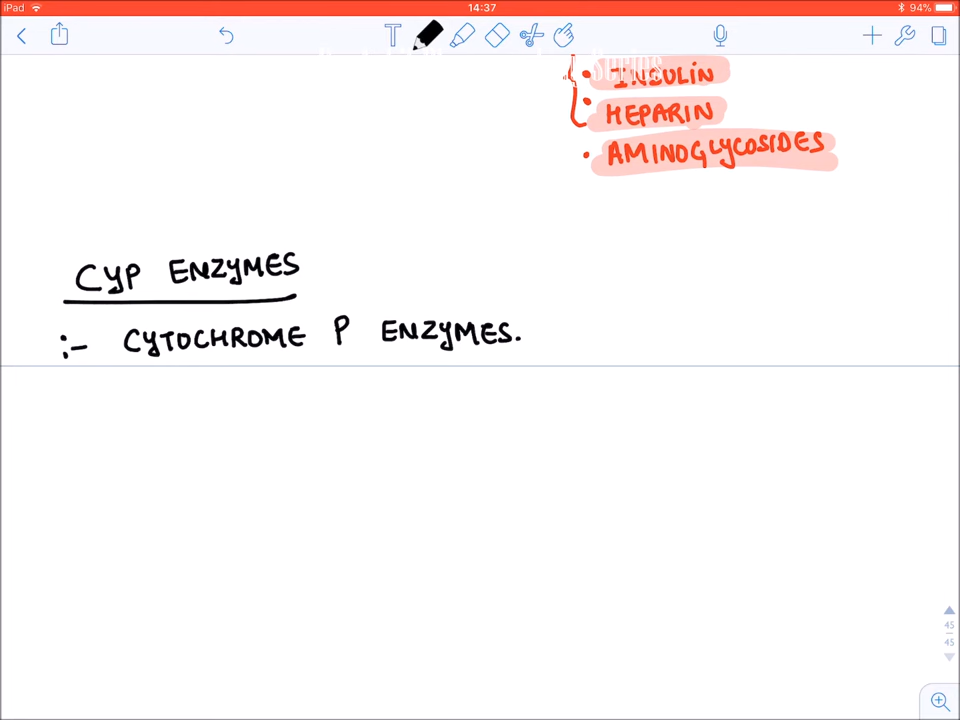 iPad 14:37 94%
T
• INSULIN
• HEPARIN
• AMINOGLYCOSIDES
CYP ENZYMES
:- CYTOCHROME P ENZYMES.
45
45